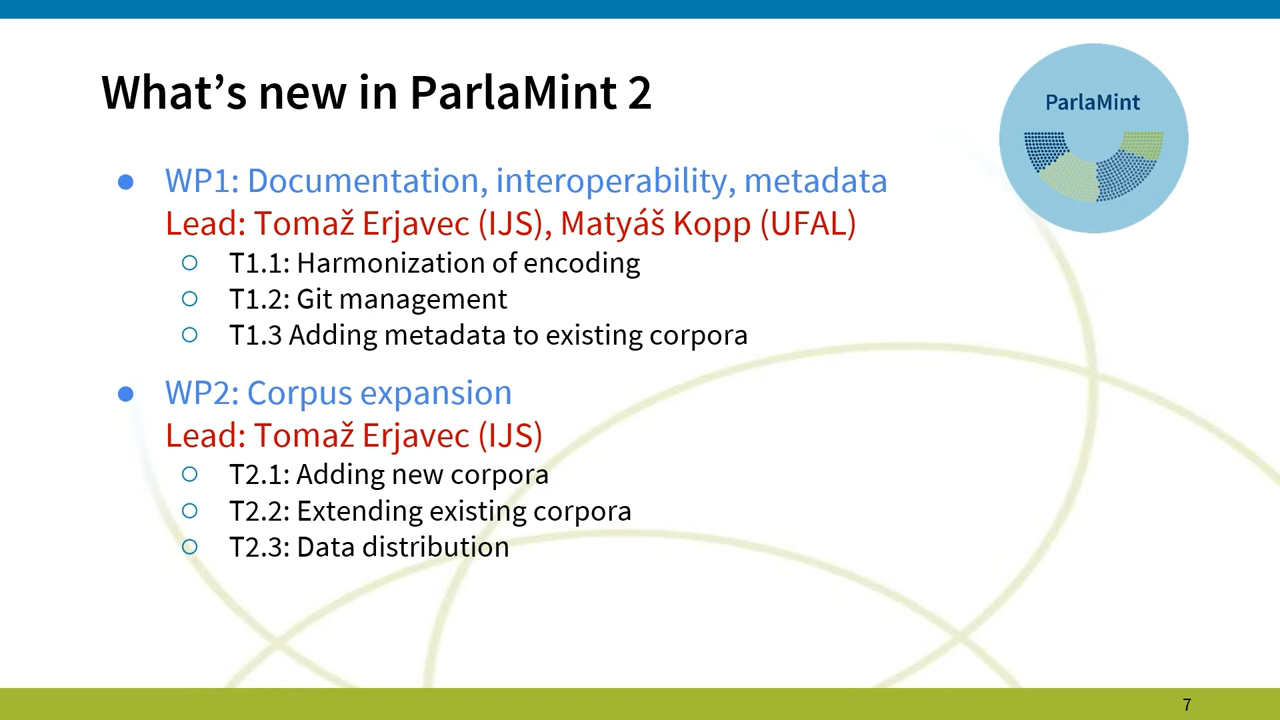 What's new in ParlaMint 2
ParlaMint
● WP1: Documentation, interoperability, metadata
Lead: Tomaž Erjavec (IJS), Matyáš Kopp (UFAL)
○ T1.1: Harmonization of encoding
○ T1.2: Git management
○ T1.3 Adding metadata to existing corpora
● WP2: Corpus expansion
Lead: Tomaž Erjavec (IJS)
○ T2.1: Adding new corpora
○ T2.2: Extending existing corpora
○ T2.3: Data distribution
7